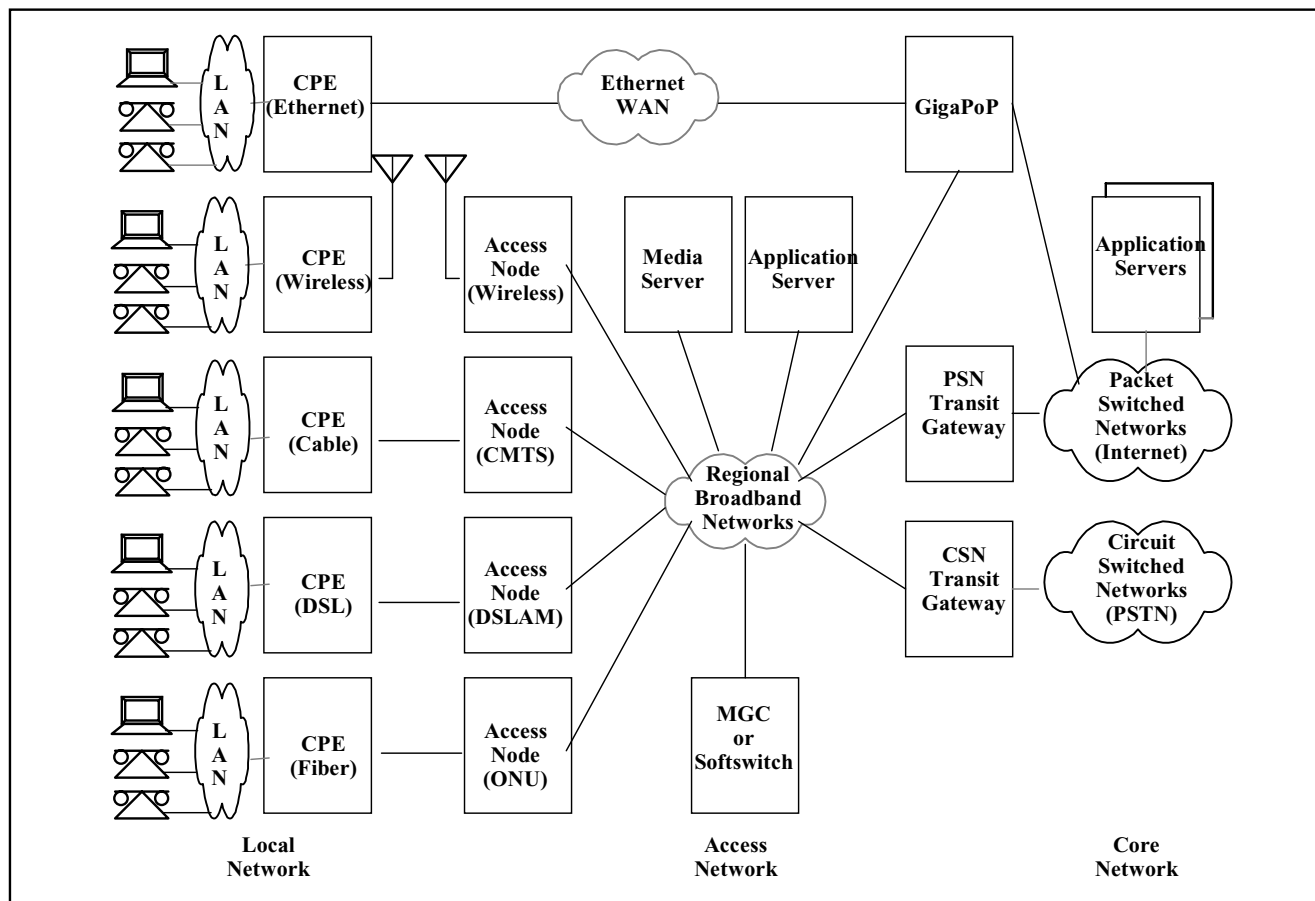 L
A
N
CPE
(Ethernet)
Ethernet
WAN
GigaPoP
L
A
N
CPE
(Wireless)
Access
Node
(Wireless)
Media
Server
Application
Server
Application
Servers
L
A
N
CPE
(Cable)
Access
Node
(CMTS)
PSN
Transit
Gateway
Packet
Switched
Networks
(Internet)
Regional
Broadband
Networks
L
A
N
CPE
(DSL)
Access
Node
(DSLAM)
CSN
Transit
Gateway
Circuit
Switched
Networks
(PSTN)
L
A
N
CPE
(Fiber)
Access
Node
(ONU)
MGC
or
Softswitch
Local
Network
Access
Network
Core
Network